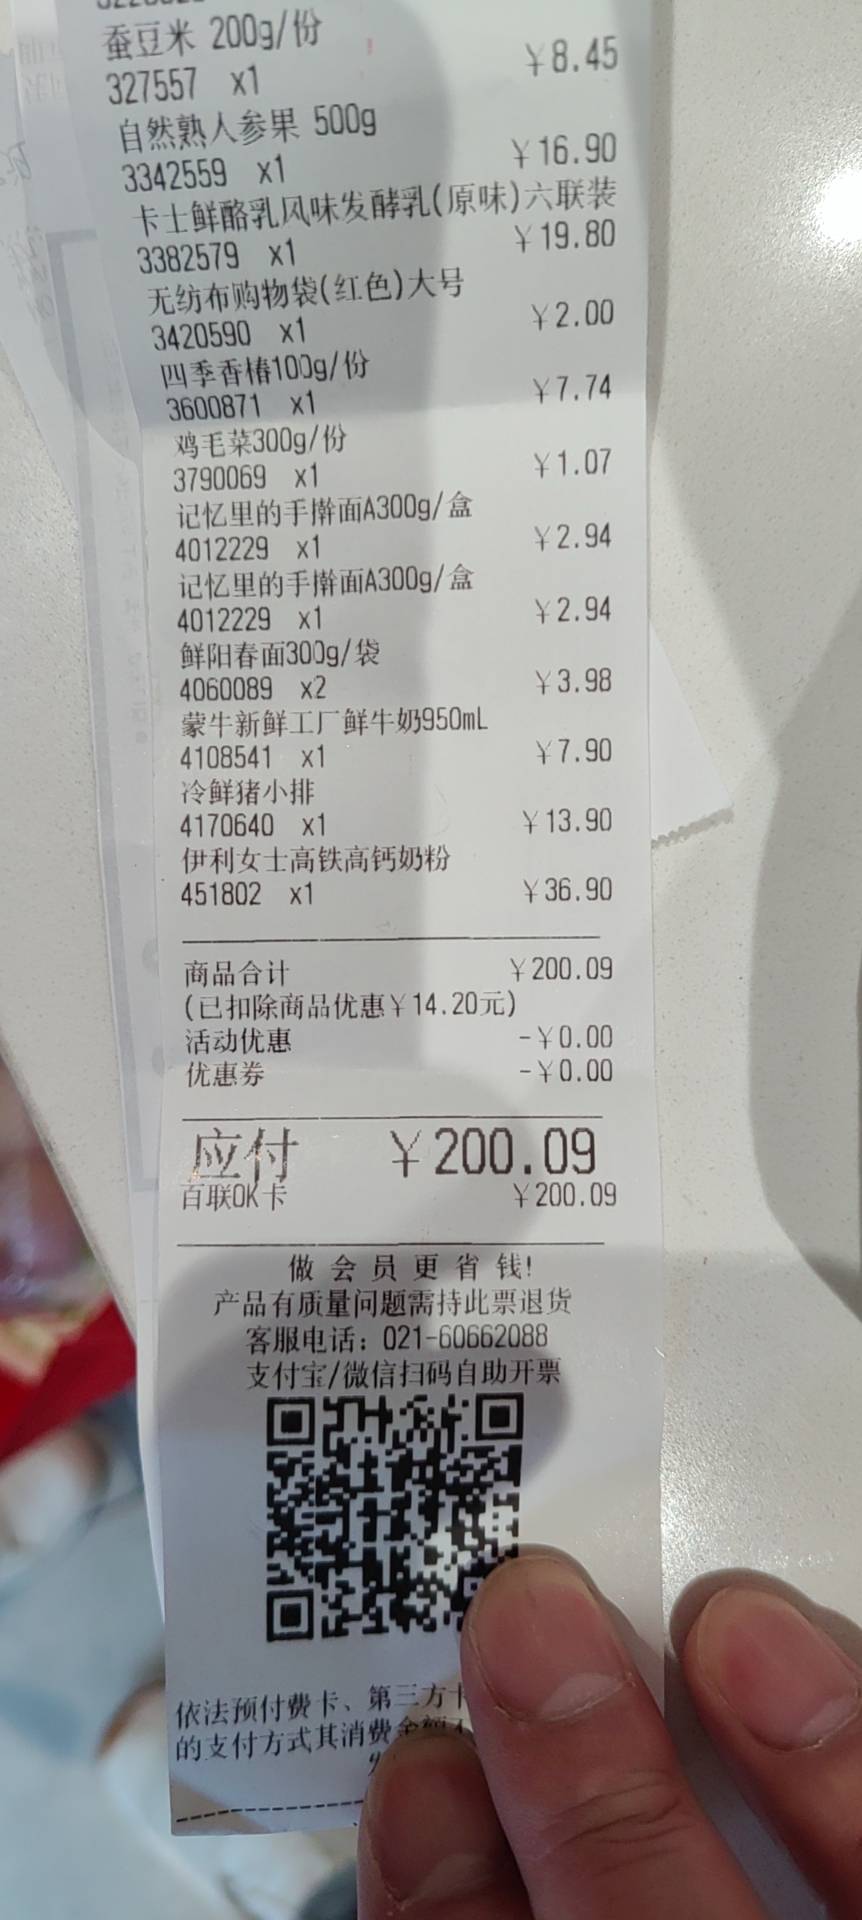 蚕豆米 200g/份
327557 x1 ￥8.45
自然熟人参果 500g
3342559 x1 ￥16.90
卡士鲜酪乳风味发酵乳(原味)六联装
3382579 x1 ￥19.80
无纺布购物袋(红色)大号
3420590 x1 ￥2.00
四季香椿100g/份
3600871 x1 ￥7.74
鸡毛菜300g/份
3790069 x1 ￥1.07
记忆里的手擀面A300g/盒
4012229 x1 ￥2.94
记忆里的手擀面A300g/盒
4012229 x1 ￥2.94
鲜阳春面300g/袋
4060089 x2 ￥3.98
蒙牛新鲜工厂鲜牛奶950mL
4108541 x1 ￥7.90
冷鲜猪小排
4170640 x1 ￥13.90
伊利女士高铁高钙奶粉
451802 x1 ￥36.90
商品合计 ￥200.09
(已扣除商品优惠￥14.20元)
活动优惠 -￥0.00
优惠券 -￥0.00
应付 ￥200.09
百联OK卡 ￥200.09
做会员更省钱!
产品有质量问题需持此票退货
客服电话：021-60662088
支付宝/微信扫码自助开票
依法预付费卡、第三方卡
的支付方式其消费金额不